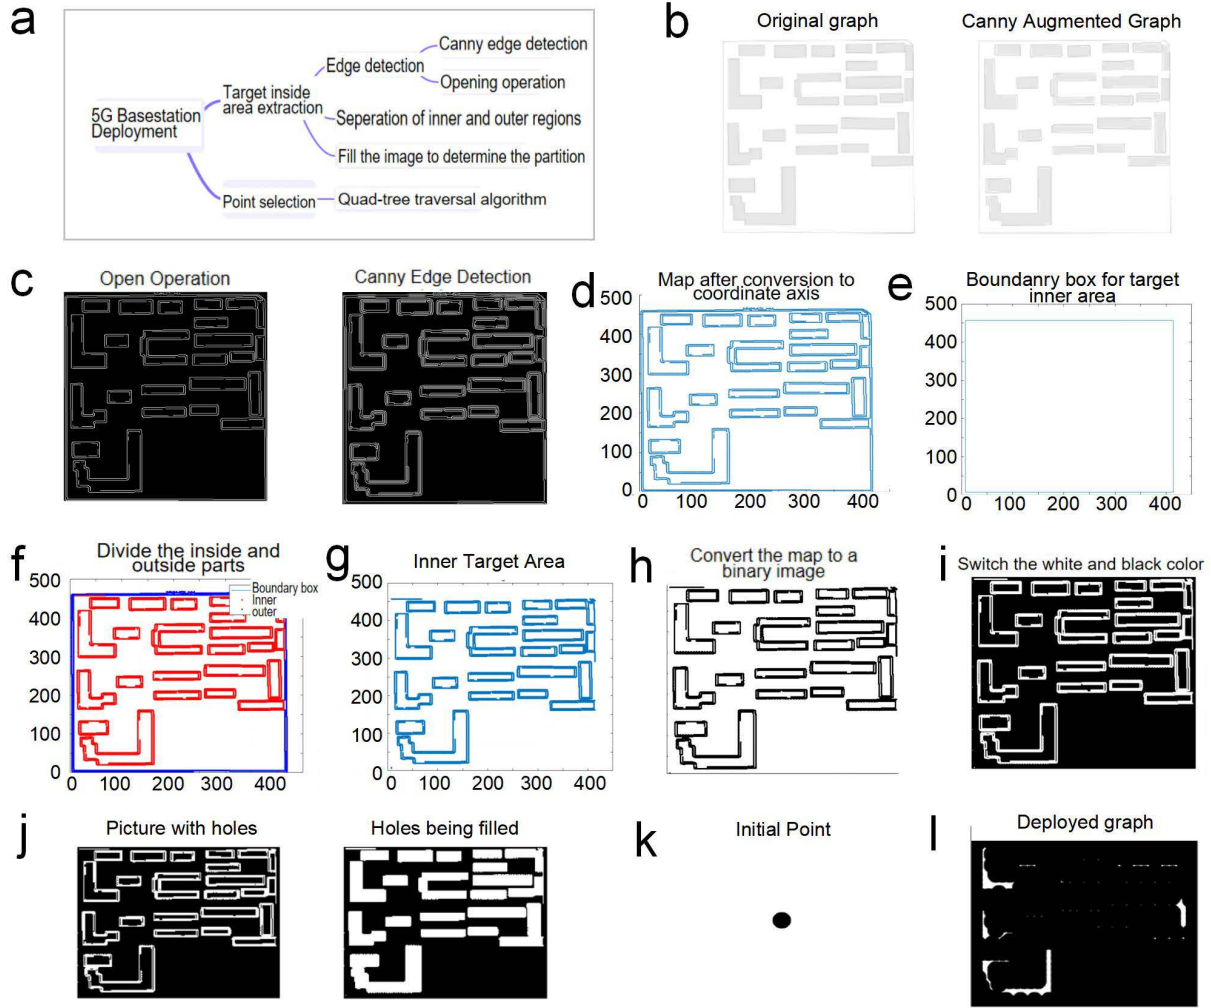 a
5G Basestation
Deployment
Target inside
area extraction
Edge detection
Canny edge detection
Opening operation
Seperation of inner and outer regions
Fill the image to determine the partition
Point selection
Quad-tree traversal algorithm
b
Original graph
Canny Augmented Graph
c
Open Operation
Canny Edge Detection
d
Map after conversion to
coordinate axis
500
400
300
200
100
0
0
100
200
300
400
e
Boundanry box for target
inner area
500
400
300
200
100
0
0
100
200
300
400
f
Divide the inside and
outside parts
500
400
300
200
100
0
0
100
200
300
400
Boundary box
Inner
outer
g
Inner Target Area
500
400
300
200
100
0
0
100
200
300
400
h
Convert the map to a
binary image
i
Switch the white and black color
j
Picture with holes
Holes being filled
k
Initial Point
l
Deployed graph